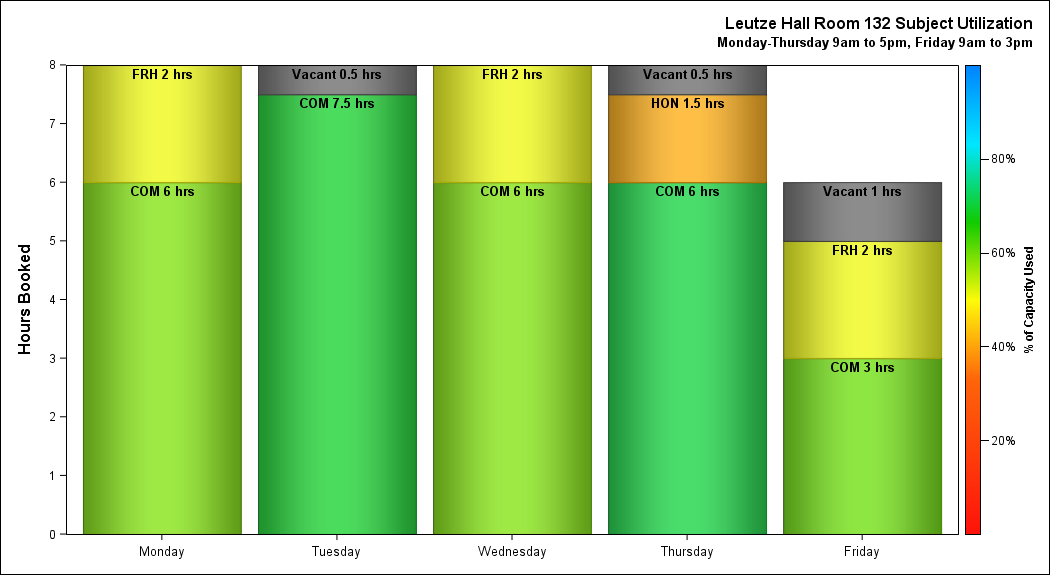 Leutze Hall Room 132 Subject Utilization
Monday-Thursday 9am to 5pm, Friday 9am to 3pm
Hours Booked
8
7
6
5
4
3
2
1
0
FRH 2 hrs
COM 6 hrs
Vacant 0.5 hrs
COM 7.5 hrs
FRH 2 hrs
COM 6 hrs
Vacant 0.5 hrs
HON 1.5 hrs
COM 6 hrs
Vacant 1 hrs
FRH 2 hrs
COM 3 hrs
Monday
Tuesday
Wednesday
Thursday
Friday
80%
60%
40%
20%
% of Capacity Used